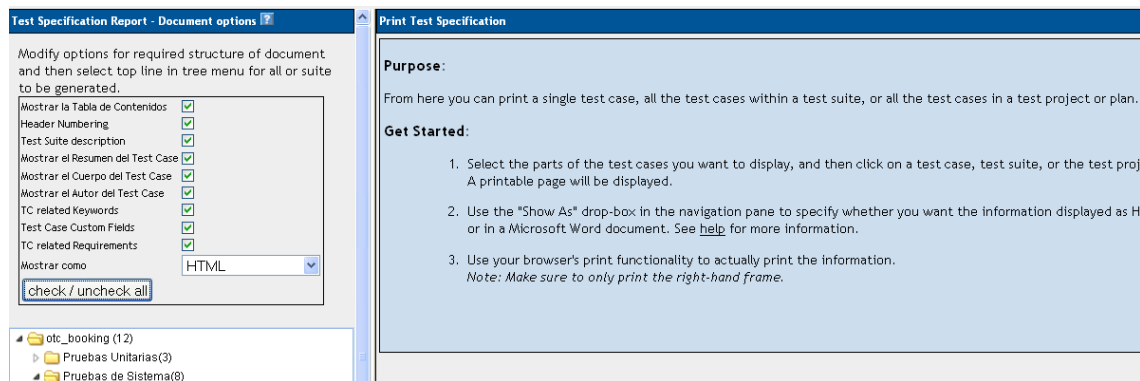 Test Specification Report - Document options ?
Modify options for required structure of document
and then select top line in tree menu for all or suite
to be generated.
Mostrar la Tabla de Contenidos
Header Numbering
Test Suite description
Mostrar el Resumen del Test Case
Mostrar el Cuerpo del Test Case
Mostrar el Autor del Test Case
TC related Keywords
Test Case Custom Fields
TC related Requirements
Mostrar como HTML
check / uncheck all
otc_booking (12)
Pruebas Unitarias(3)
Pruebas de Sistema(8)
Print Test Specification
Purpose:
From here you can print a single test case, all the test cases within a test suite, or all the test cases in a test project or plan.
Get Started:
1. Select the parts of the test cases you want to display, and then click on a test case, test suite, or the test proj
A printable page will be displayed.
2. Use the "Show As" drop-box in the navigation pane to specify whether you want the information displayed as H
or in a Microsoft Word document. See help for more information.
3. Use your browser's print functionality to actually print the information.
Note: Make sure to only print the right-hand frame.